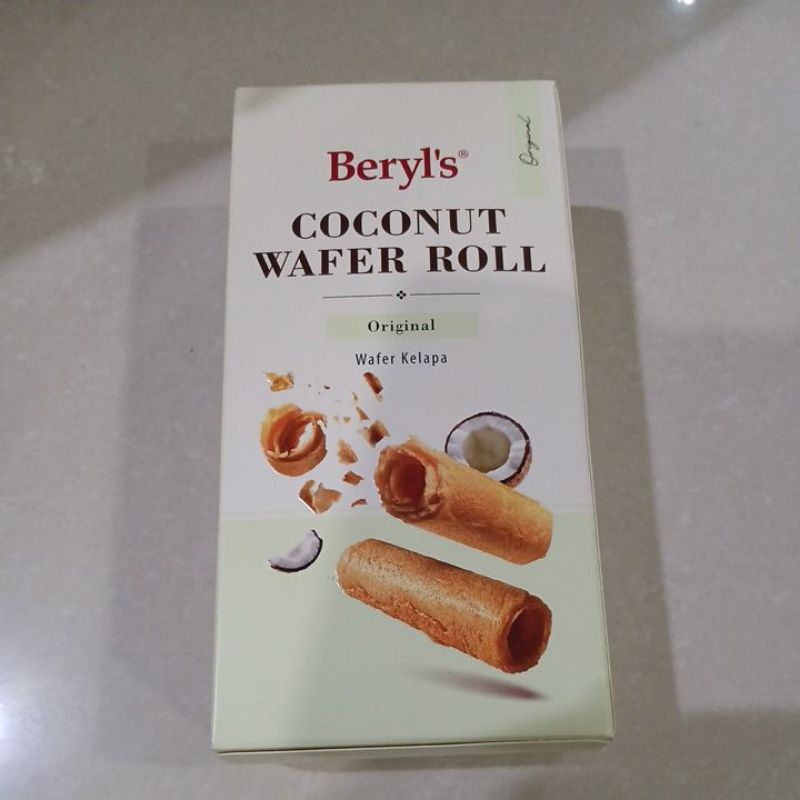 Original
Beryl's®
COCONUT
WAFER ROLL
Original
Wafer Kelapa